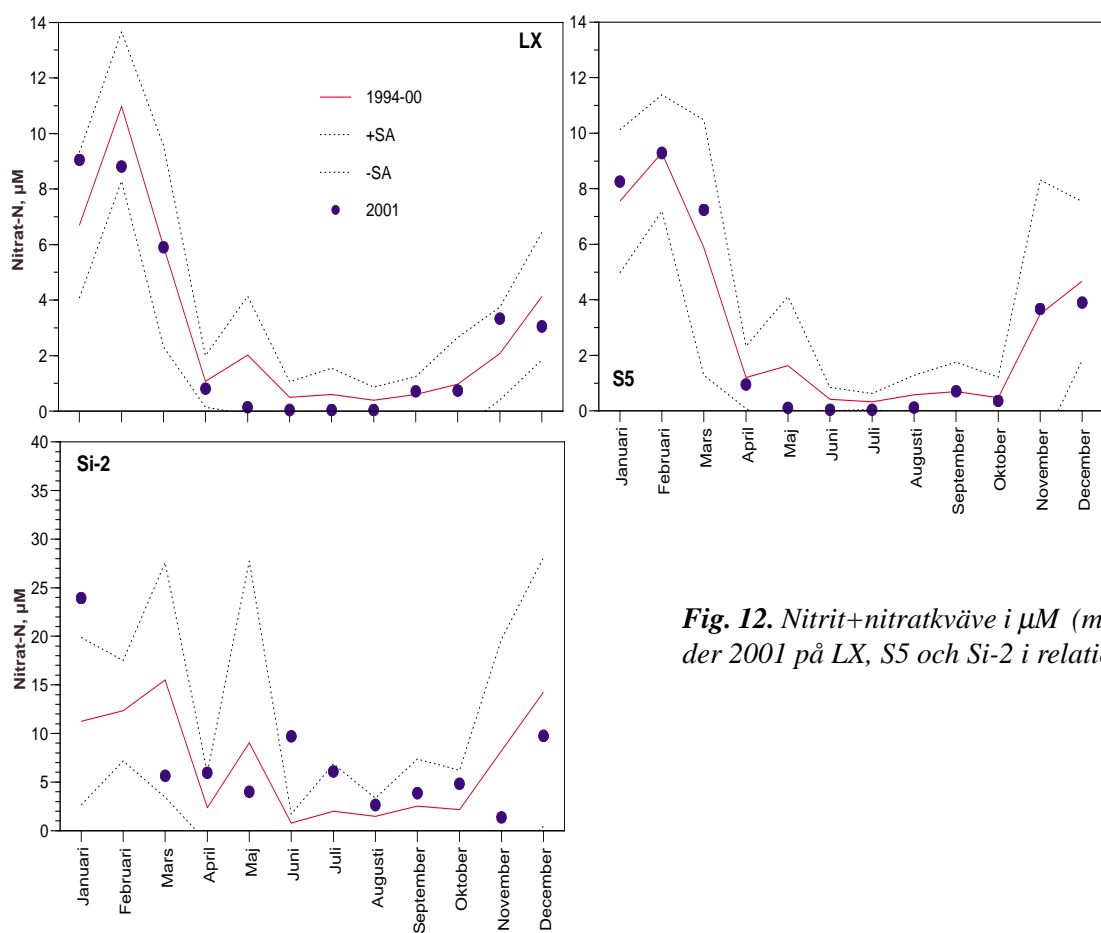 LX
Nitrat-N, µM
14
12
10
8
6
4
2
0
1994-00
+SA
-SA
2001
S5
14
12
10
8
6
4
2
0
Januari
Februari
Mars
April
Maj
Juni
Juli
Augusti
September
Oktober
November
December
Si-2
Nitrat-N, µM
40
35
30
25
20
15
10
5
0
Januari
Februari
Mars
April
Maj
Juni
Juli
Augusti
September
Oktober
November
December
Fig. 12. Nitrit+nitratkväve i µM (m
der 2001 på LX, S5 och Si-2 i relati